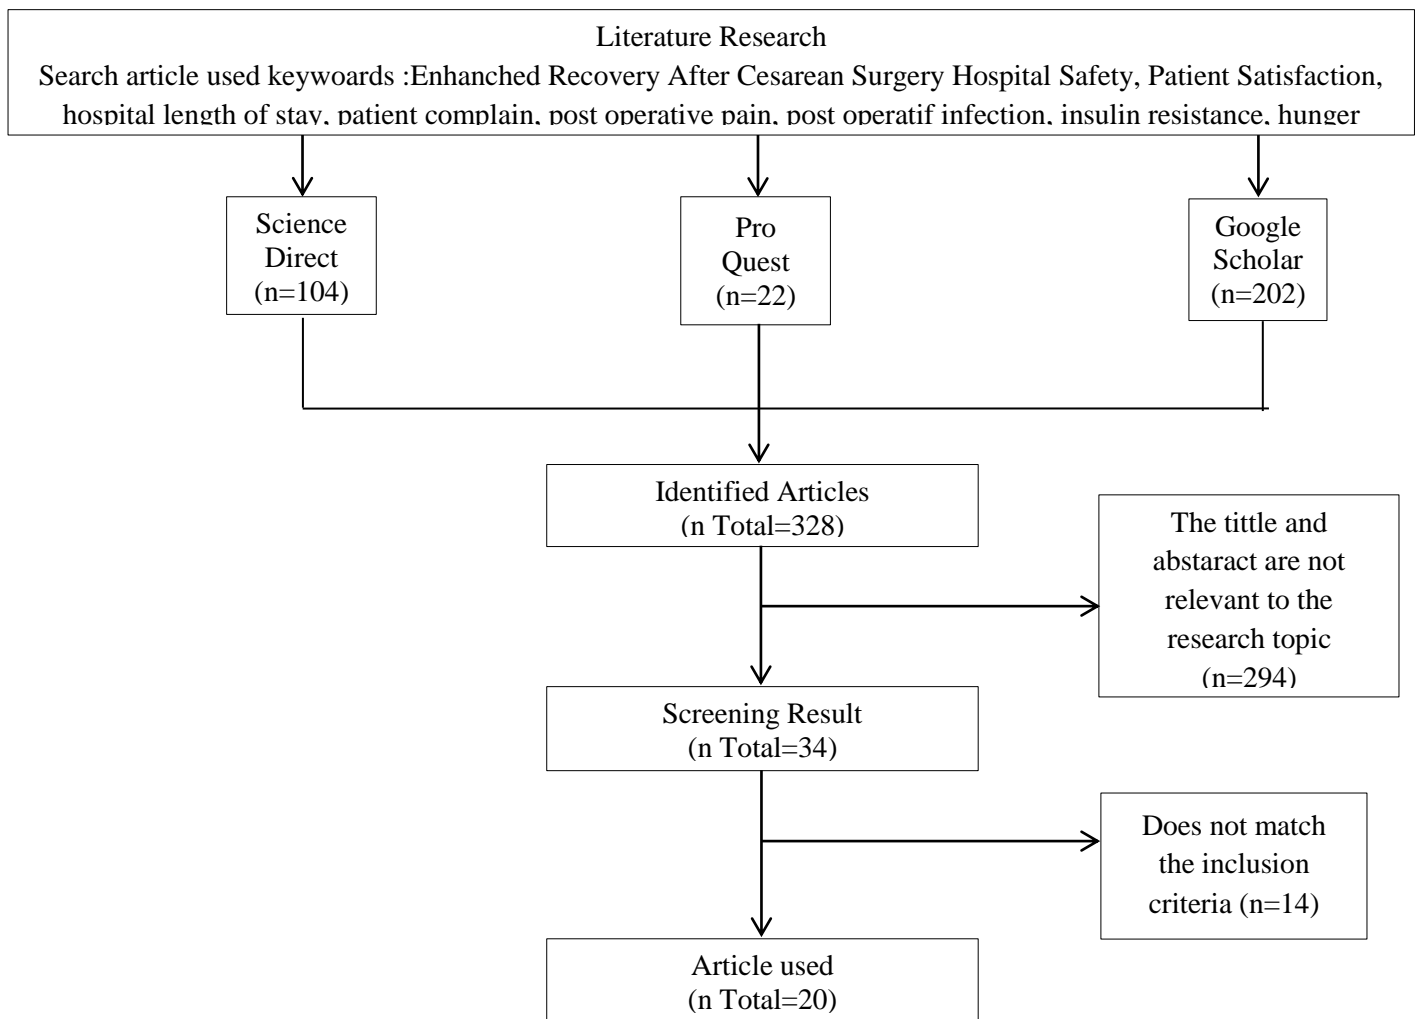 Literature Research
Search article used keywoards :Enhanched Recovery After Cesarean Surgery Hospital Safety, Patient Satisfaction,
hospital length of stay, patient complain, post operative pain, post operatif infection, insulin resistance, hunger
Science
Direct
(n=104)
Pro
Quest
(n=22)
Google
Scholar
(n=202)
Identified Articles
(n Total=328)
The tittle and
abstaract are not
relevant to the
research topic
(n=294)
Screening Result
(n Total=34)
Does not match
the inclusion
criteria (n=14)
Article used
(n Total=20)